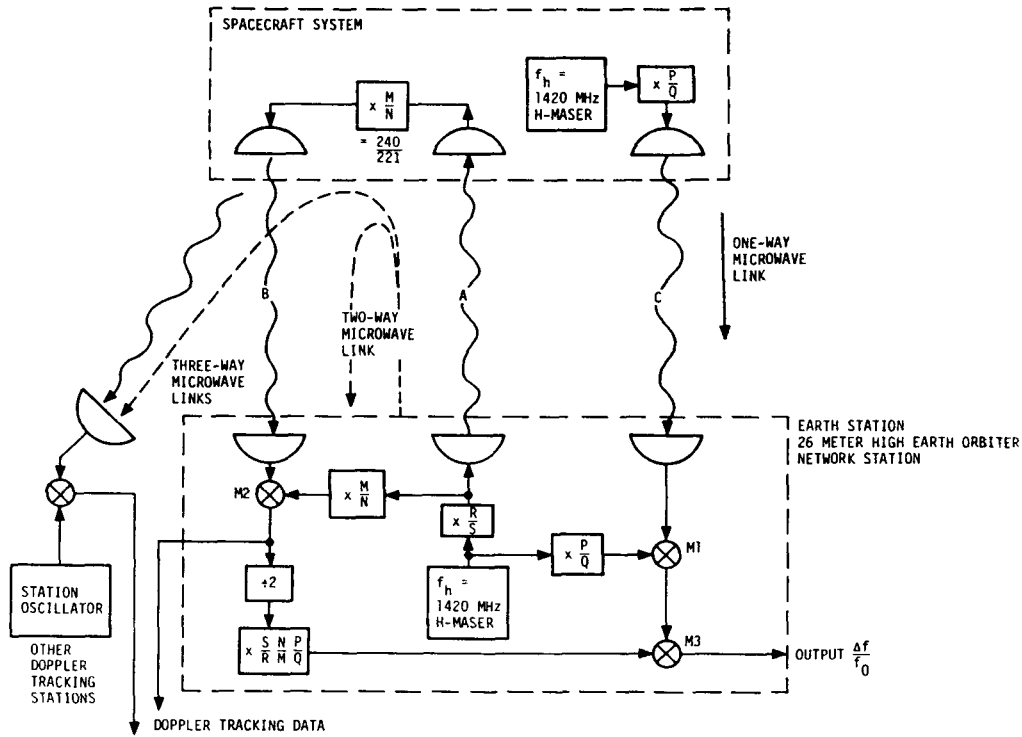 SPACECRAFT SYSTEM
f_h =
1420 MHz
H-MASER
x P/Q
x M/N
= 240/221
ONE-WAY
MICROWAVE
LINK
B
A
C
TWO-WAY
MICROWAVE
LINK
THREE-WAY
MICROWAVE
LINKS
EARTH STATION
26 METER HIGH EARTH ORBITER
NETWORK STATION
M2
x M/N
x R/S
x P/Q
M1
÷2
f_h =
1420 MHz
H-MASER
STATION
OSCILLATOR
x S/R N/M P/Q
M3
OUTPUT Δf/f_0
OTHER
DOPPLER
TRACKING
STATIONS
DOPPLER TRACKING DATA